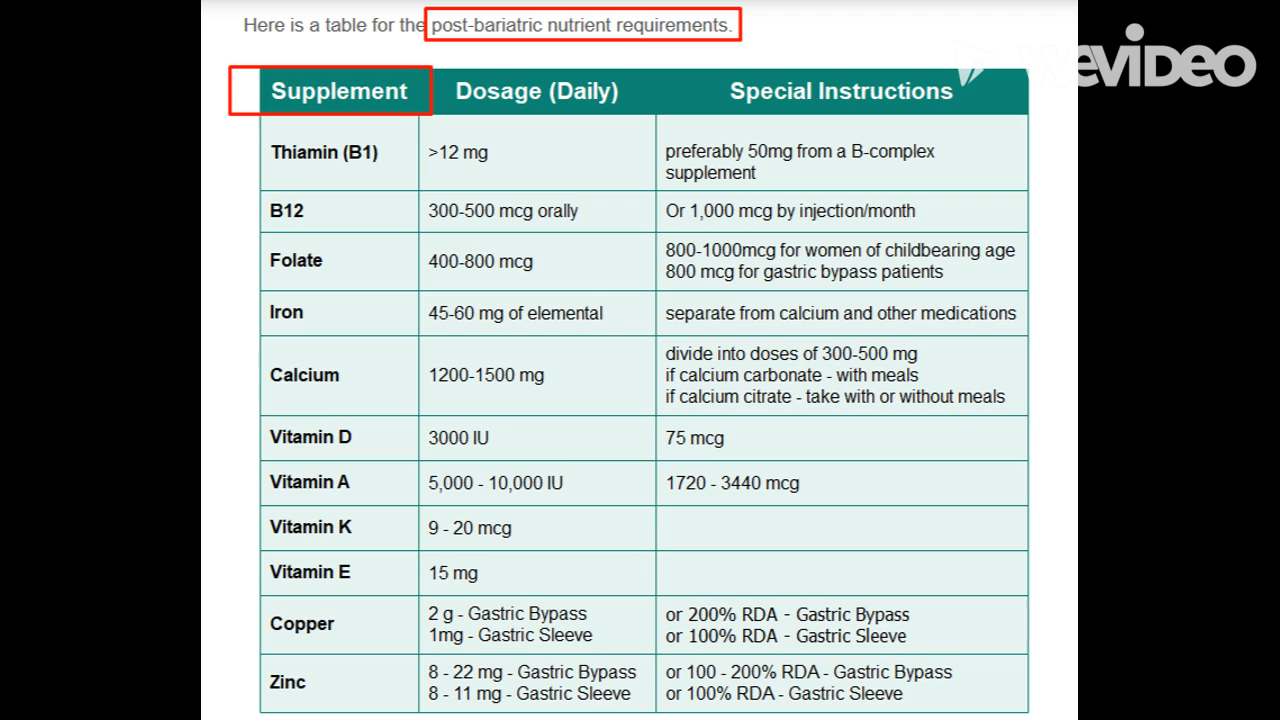 Here is a table for the post-bariatric nutrient requirements.
WEVIDEO
Supplement Dosage (Daily) Special Instructions
Thiamin (B1) >12 mg preferably 50mg from a B-complex
supplement
B12 300-500 mcg orally Or 1,000 mcg by injection/month
Folate 400-800 mcg 800-1000mcg for women of childbearing age
800 mcg for gastric bypass patients
Iron 45-60 mg of elemental separate from calcium and other medications
Calcium 1200-1500 mg divide into doses of 300-500 mg
if calcium carbonate - with meals
if calcium citrate - take with or without meals
Vitamin D 3000 IU 75 mcg
Vitamin A 5,000 - 10,000 IU 1720 - 3440 mcg
Vitamin K 9 - 20 mcg
Vitamin E 15 mg
Copper 2 g - Gastric Bypass or 200% RDA - Gastric Bypass
1mg - Gastric Sleeve or 100% RDA - Gastric Sleeve
Zinc 8 - 22 mg - Gastric Bypass or 100 - 200% RDA - Gastric Bypass
8 - 11 mg - Gastric Sleeve or 100% RDA - Gastric Sleeve